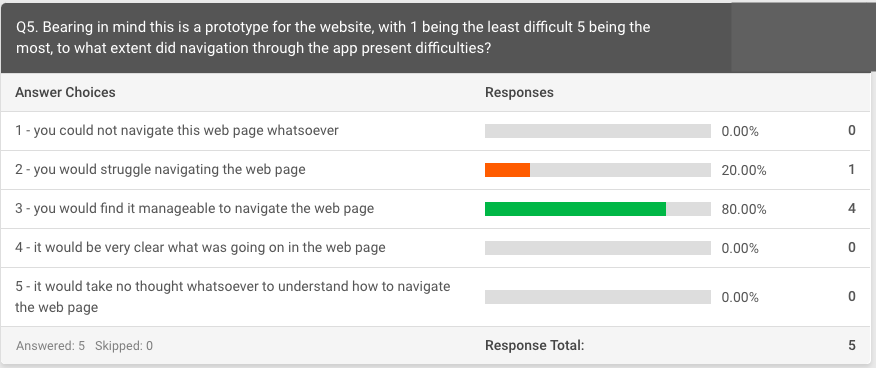 Q5. Bearing in mind this is a prototype for the website, with 1 being the least difficult 5 being the
most, to what extent did navigation through the app present difficulties?
Answer Choices Responses
1 - you could not navigate this web page whatsoever 0.00% 0
2 - you would struggle navigating the web page 20.00% 1
3 - you would find it manageable to navigate the web page 80.00% 4
4 - it would be very clear what was going on in the web page 0.00% 0
5 - it would take no thought whatsoever to understand how to navigate
the web page 0.00% 0
Answered: 5 Skipped: 0 Response Total: 5